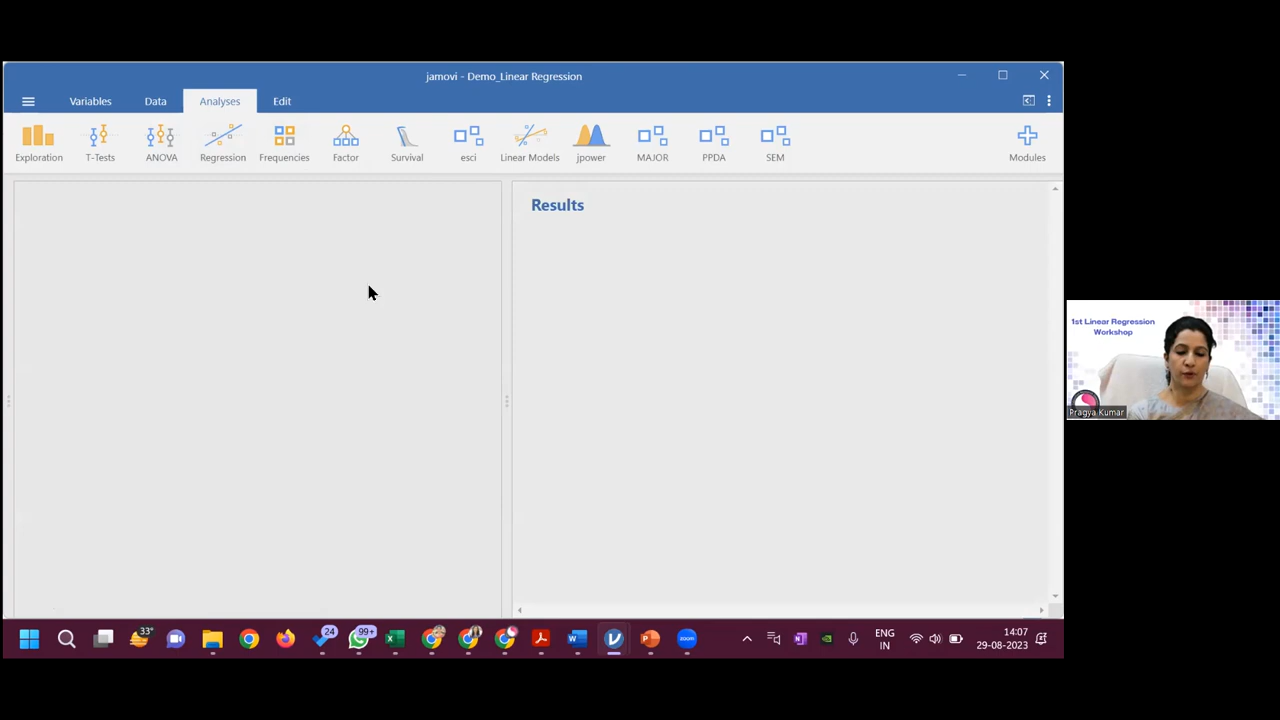 jamovi - Demo_Linear Regression
Variables
Data
Analyses
Edit
Exploration
T-Tests
ANOVA
Regression
Frequencies
Factor
Survival
esci
Linear Models
jpower
MAJOR
PPDA
SEM
Modules
Results
1st Linear Regression
Workshop
Pragya Kumar
33°
24
99+
zoom
ENG
IN
14:07
29-08-2023